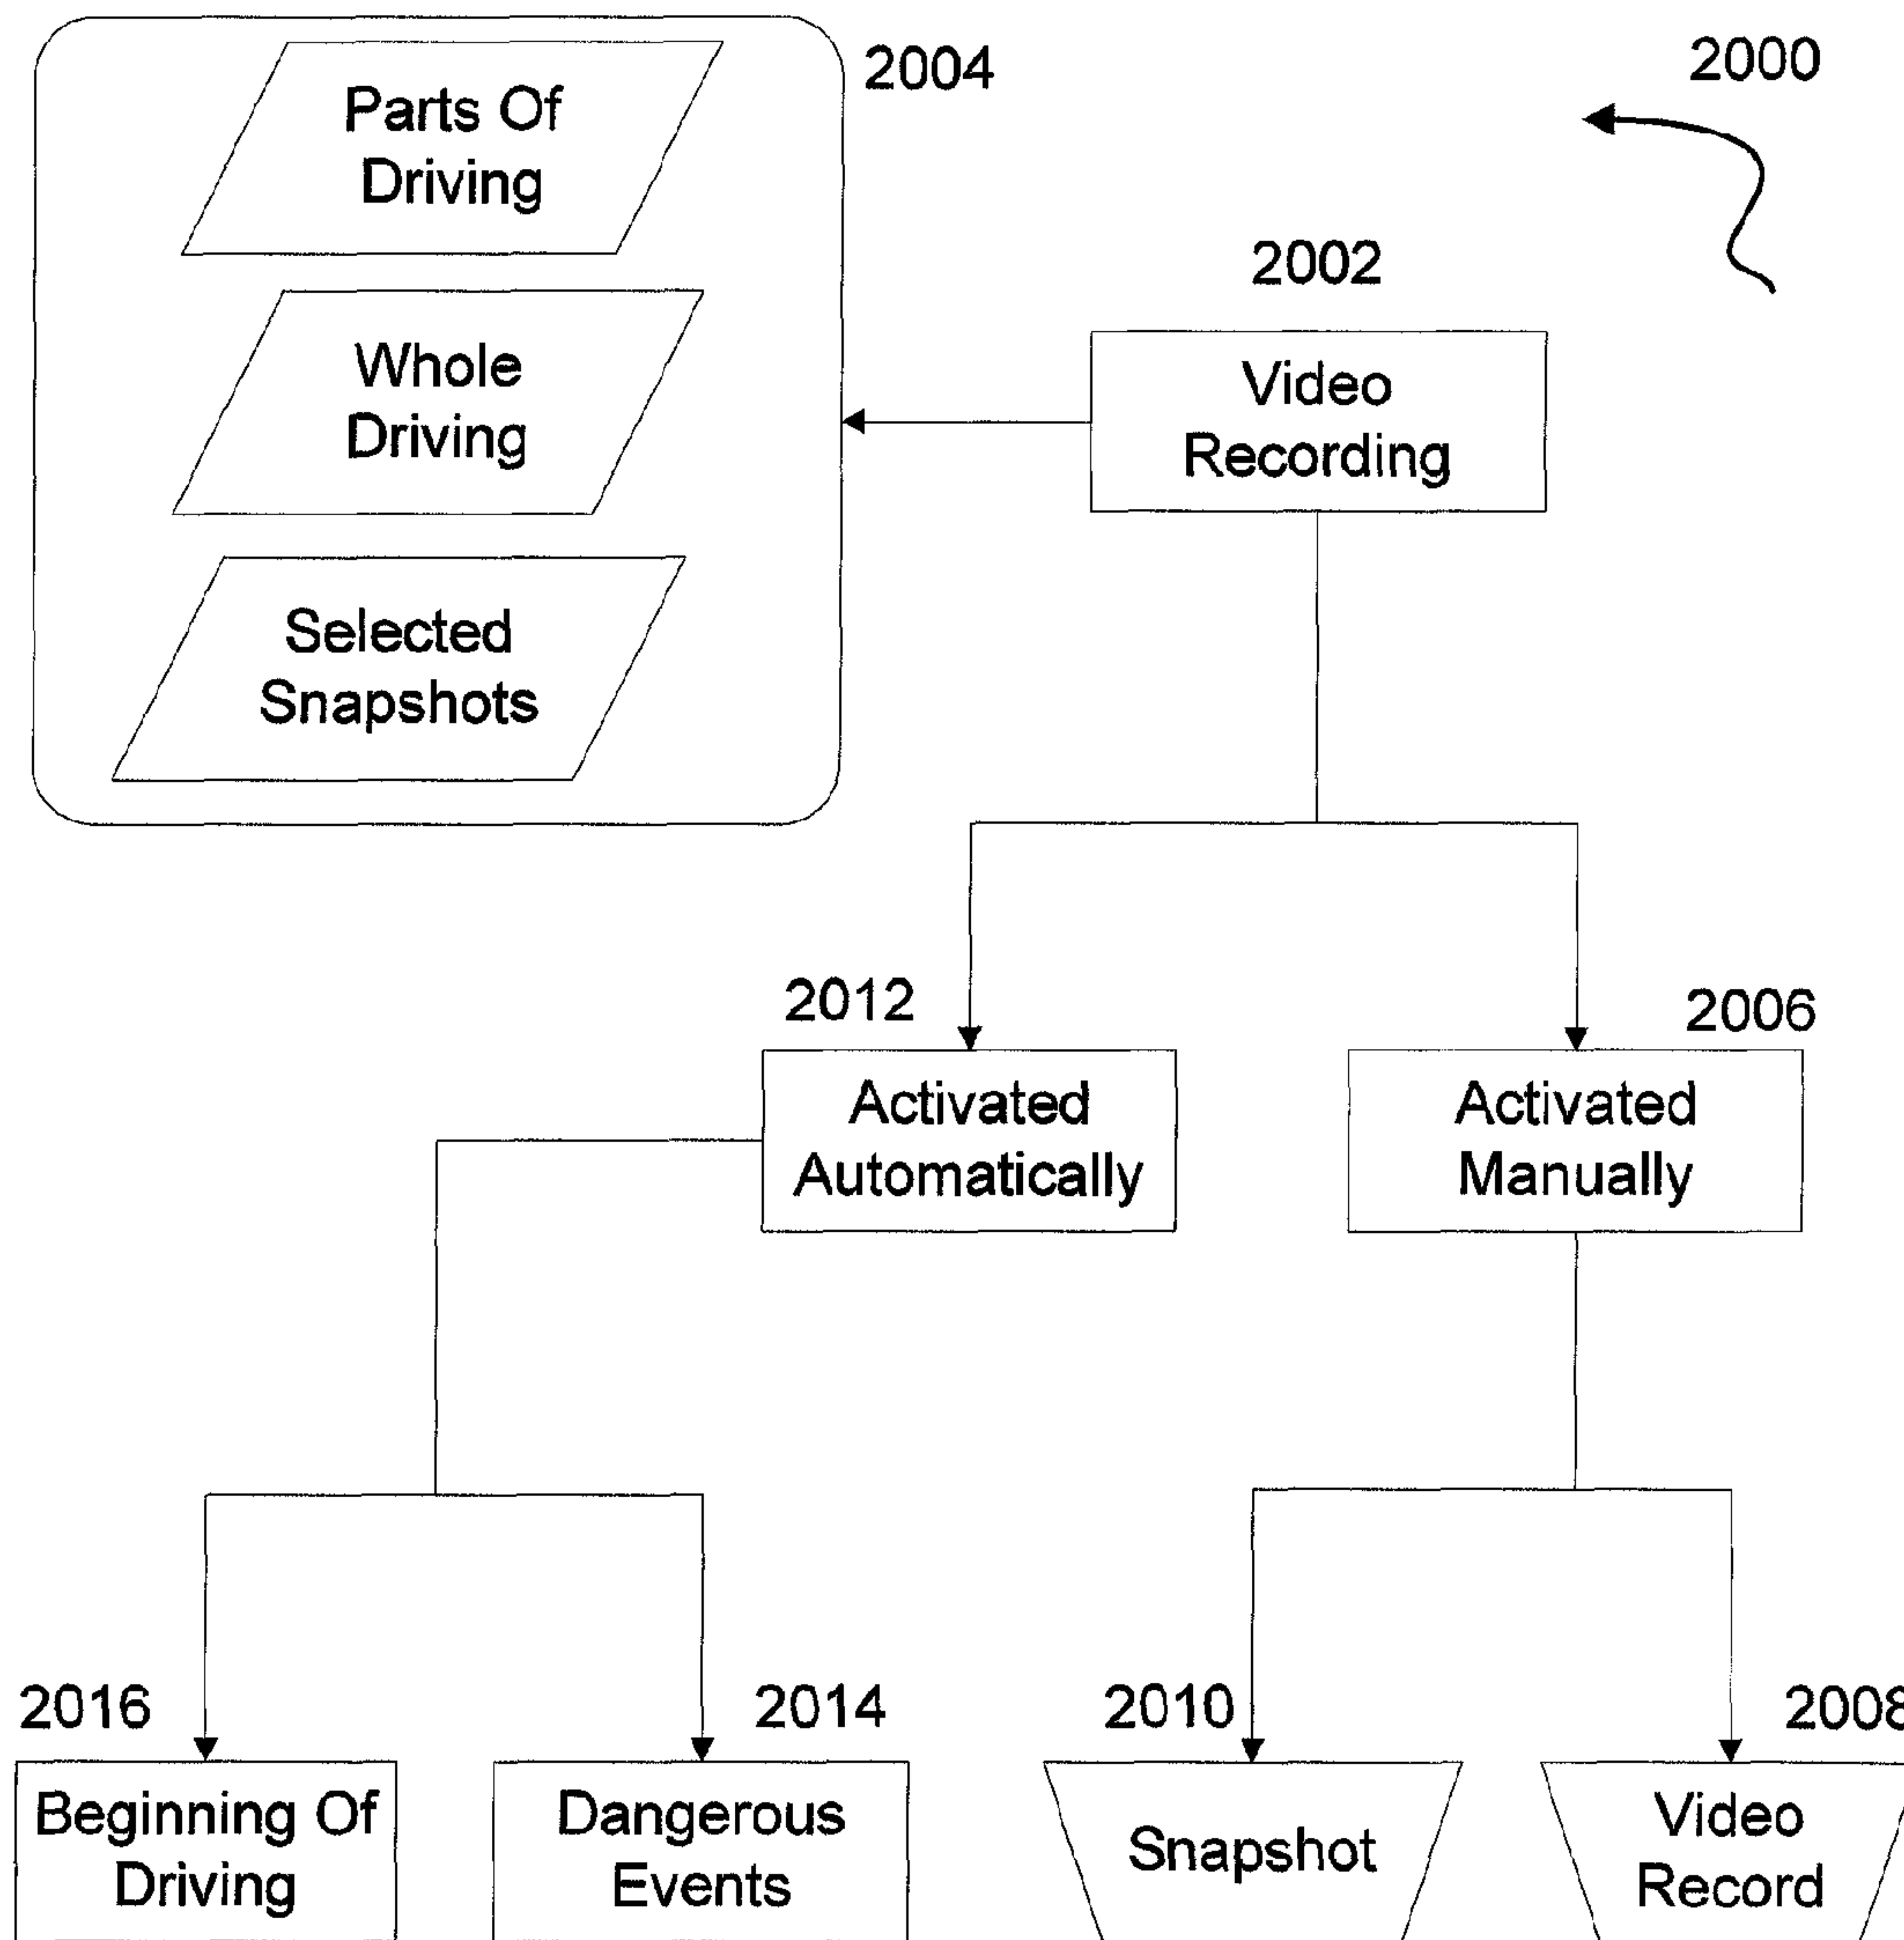 2004
2000
Parts Of
Driving
2002
Whole
Driving
Video
Recording
Selected
Snapshots
2012
2006
Activated
Automatically
Activated
Manually
2016
2014
2010
2008
Beginning Of
Driving
Dangerous
Events
Snapshot
Video
Record